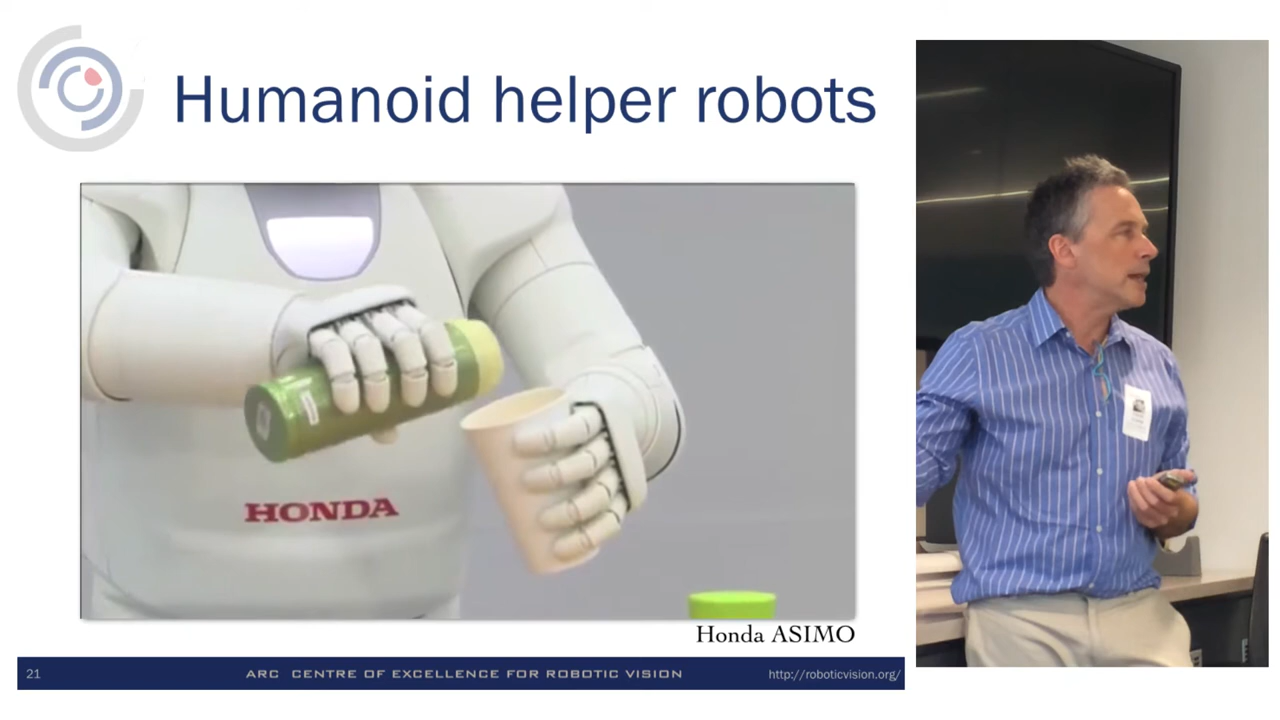 Humanoid helper robots
HONDA
Honda ASIMO
21
ARC CENTRE OF EXCELLENCE FOR ROBOTIC VISION
http://roboticvision.org/